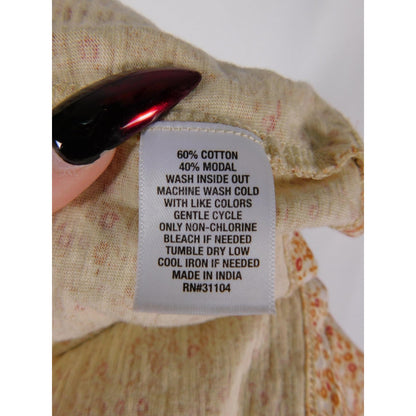 60% COTTON
40% MODAL
WASH INSIDE OUT
MACHINE WASH COLD
WITH LIKE COLORS
GENTLE CYCLE
ONLY NON-CHLORINE
BLEACH IF NEEDED
TUMBLE DRY LOW
COOL IRON IF NEEDED
MADE IN INDIA
RN#31104